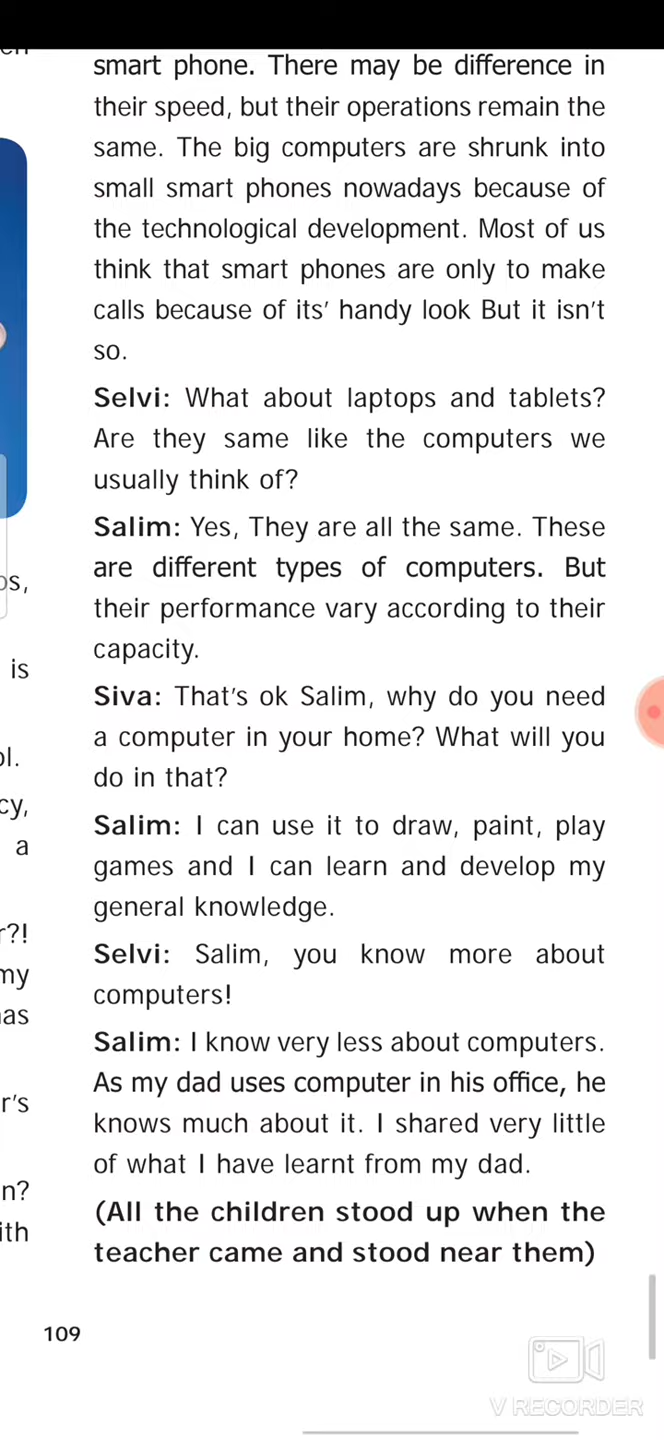 smart phone. There may be difference in
their speed, but their operations remain the
same. The big computers are shrunk into
small smart phones nowadays because of
the technological development. Most of us
think that smart phones are only to make
calls because of its' handy look But it isn't
so.
Selvi: What about laptops and tablets?
Are they same like the computers we
usually think of?
Salim: Yes, They are all the same. These
are different types of computers. But
their performance vary according to their
capacity.
Siva: That's ok Salim, why do you need
a computer in your home? What will you
do in that?
Salim: I can use it to draw, paint, play
games and I can learn and develop my
general knowledge.
Selvi: Salim, you know more about
computers!
Salim: I know very less about computers.
As my dad uses computer in his office, he
knows much about it. I shared very little
of what I have learnt from my dad.
(All the children stood up when the
teacher came and stood near them)
is
a
my
109
V RECORDER